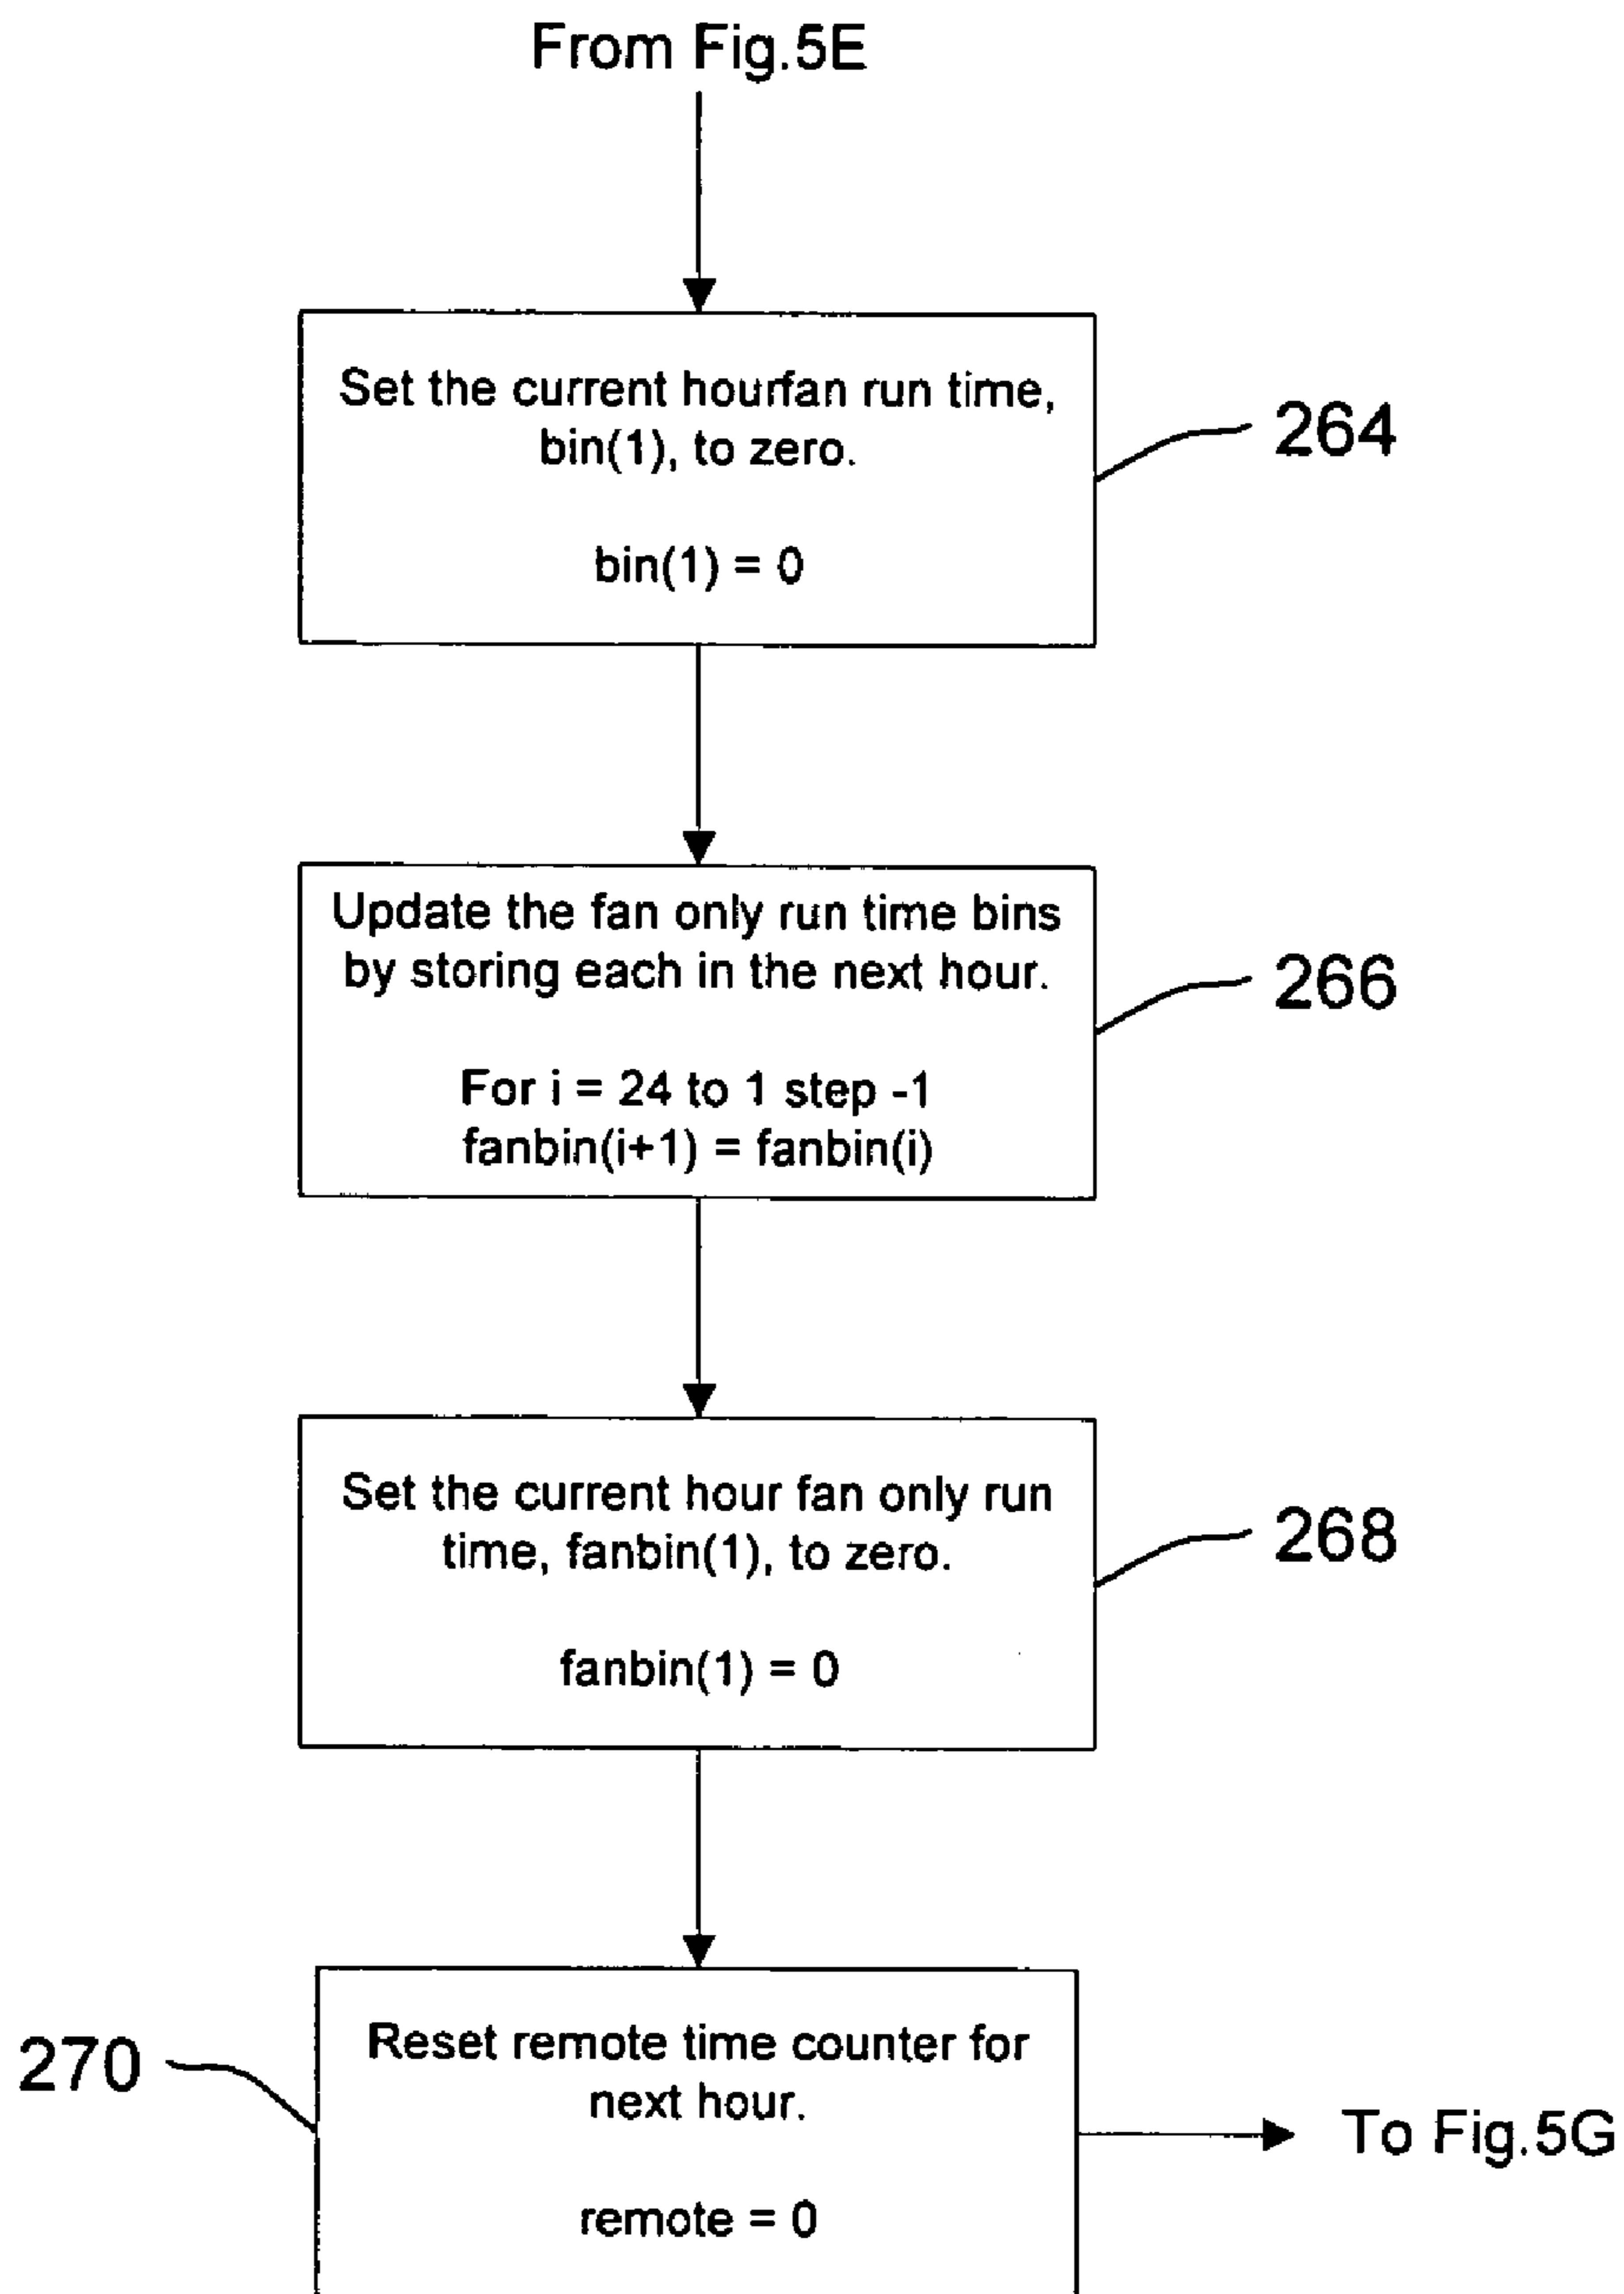 From Fig.5E
Set the current hourfan run time,
bin(1), to zero.
bin(1) = 0
264
Update the fan only run time bins
by storing each in the next hour.
For i = 24 to 1 step -1
fanbin(i+1) = fanbin(i)
266
Set the current hour fan only run
time, fanbin(1), to zero.
fanbin(1) = 0
268
270
Reset remote time counter for
next hour.
remote = 0
To Fig.5G